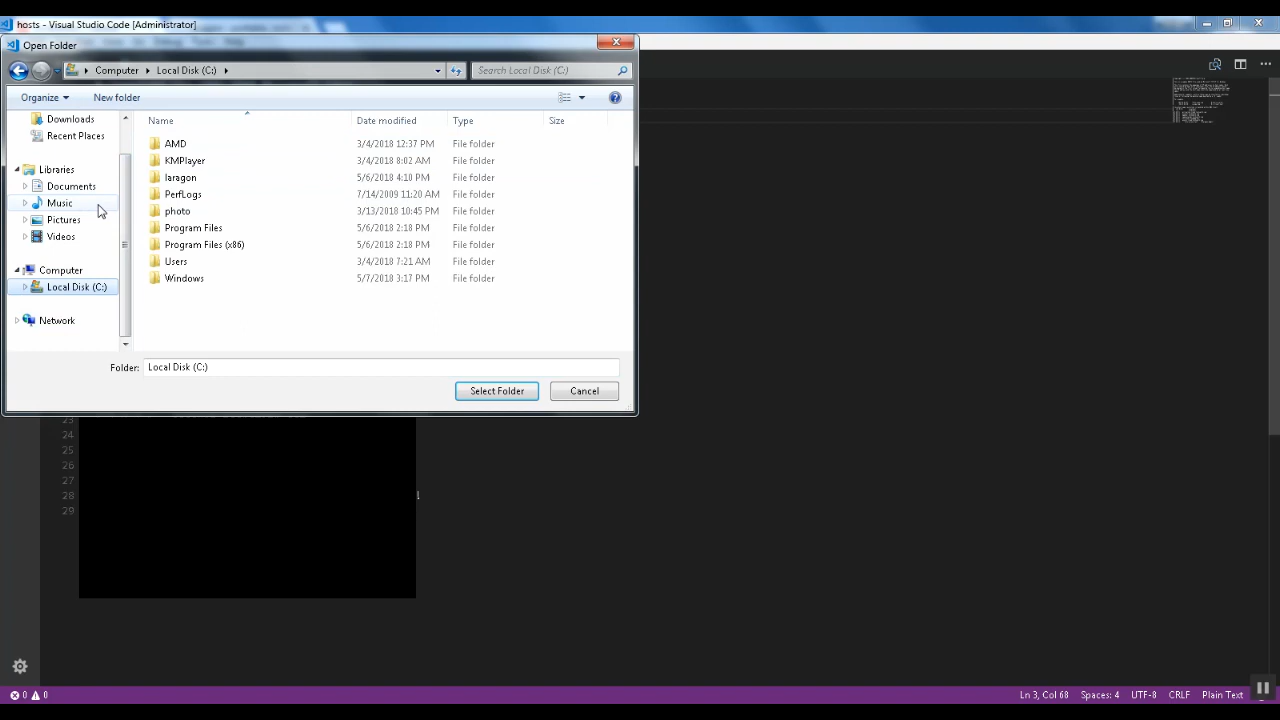 hosts - Visual Studio Code [Administrator]
Open Folder
Computer Local Disk (C:)
Search Local Disk (C:)
Organize New folder
Name Date modified Type Size
Downloads
Recent Places
Libraries
Documents
Music
Pictures
Videos
Computer
Local Disk (C:)
Network
AMD 3/4/2018 12:37 PM File folder
KMPlayer 3/4/2018 8:02 AM File folder
laragon 5/6/2018 4:18 PM File folder
PerfLogs 7/14/2009 11:20 AM File folder
photo 3/13/2018 10:45 PM File folder
Program Files 5/6/2018 2:18 PM File folder
Program Files (x86) 5/6/2018 2:18 PM File folder
Users 3/4/2018 7:21 AM File folder
Windows 5/7/2018 3:17 PM File folder
Folder: Local Disk (C:)
Select Folder Cancel
23
24
25
26
27
28
29
0 0 Ln 3, Col 68 Spaces: 4 UTF-8 CRLF Plain Text